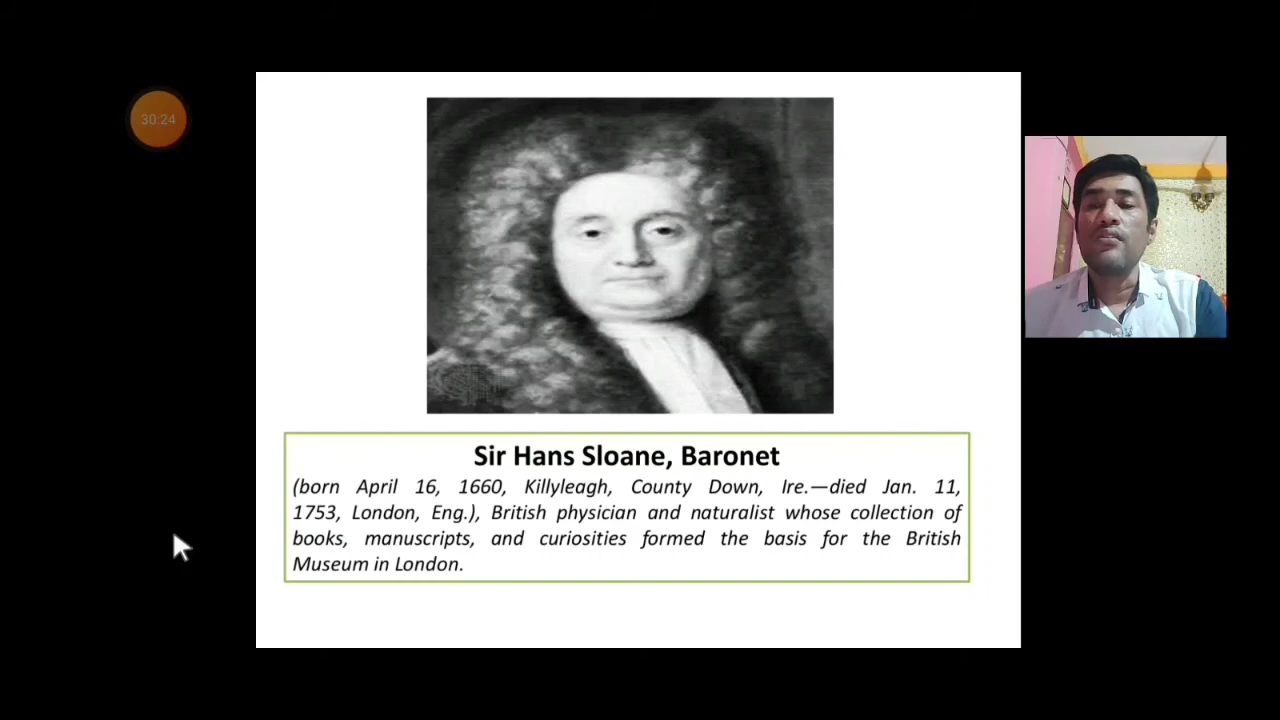 30:24
Sir Hans Sloane, Baronet
(born April 16, 1660, Killyleagh, County Down, Ire.—died Jan. 11,
1753, London, Eng.), British physician and naturalist whose collection of
books, manuscripts, and curiosities formed the basis for the British
Museum in London.